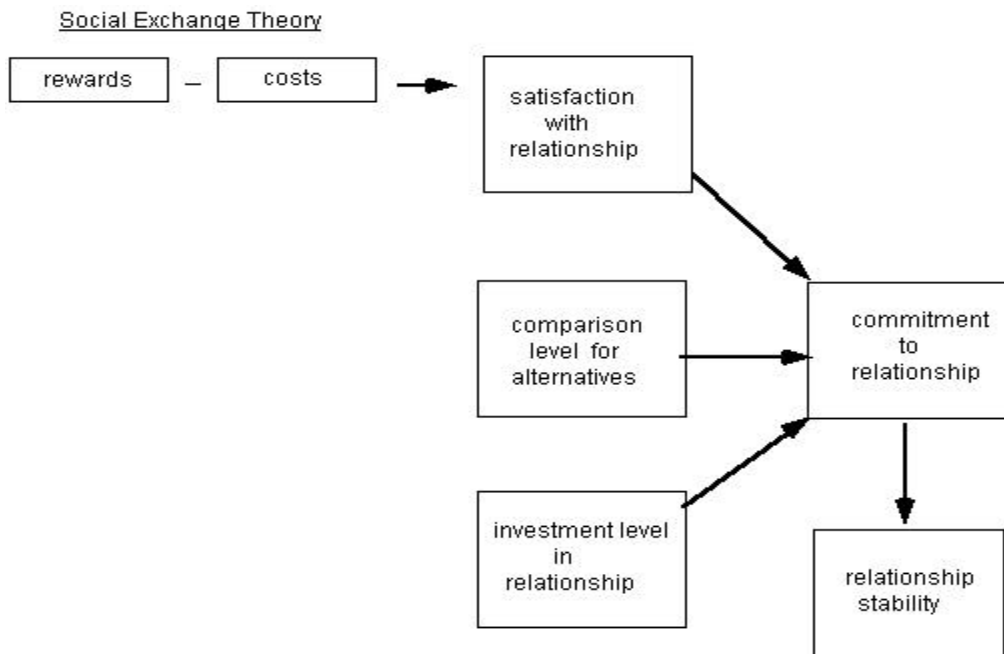 Social Exchange Theory
rewards – costs
satisfaction
with
relationship
comparison
level for
alternatives
commitment
to
relationship
investment level
in
relationship
relationship
stability